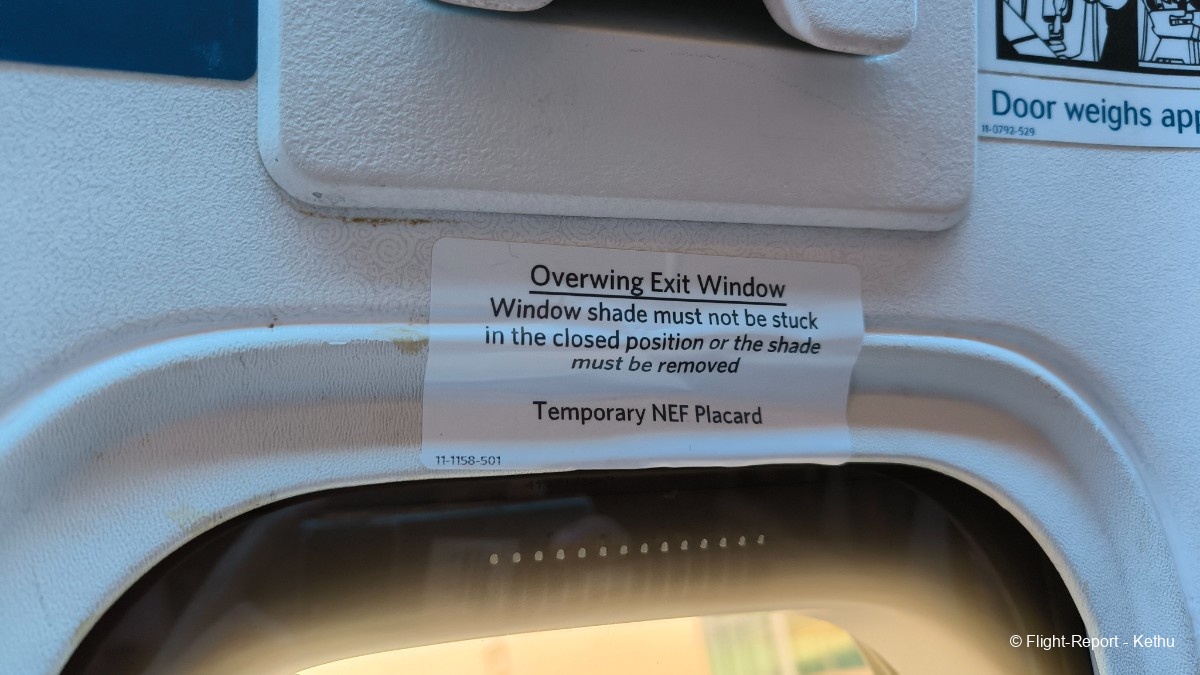 Door weighs
11-0792-529
Overwing Exit Window
Window shade must not be stuck
in the closed position or the shade
must be removed
Temporary NEF Placard
11-1158-501
© Flight-Report - Kethu